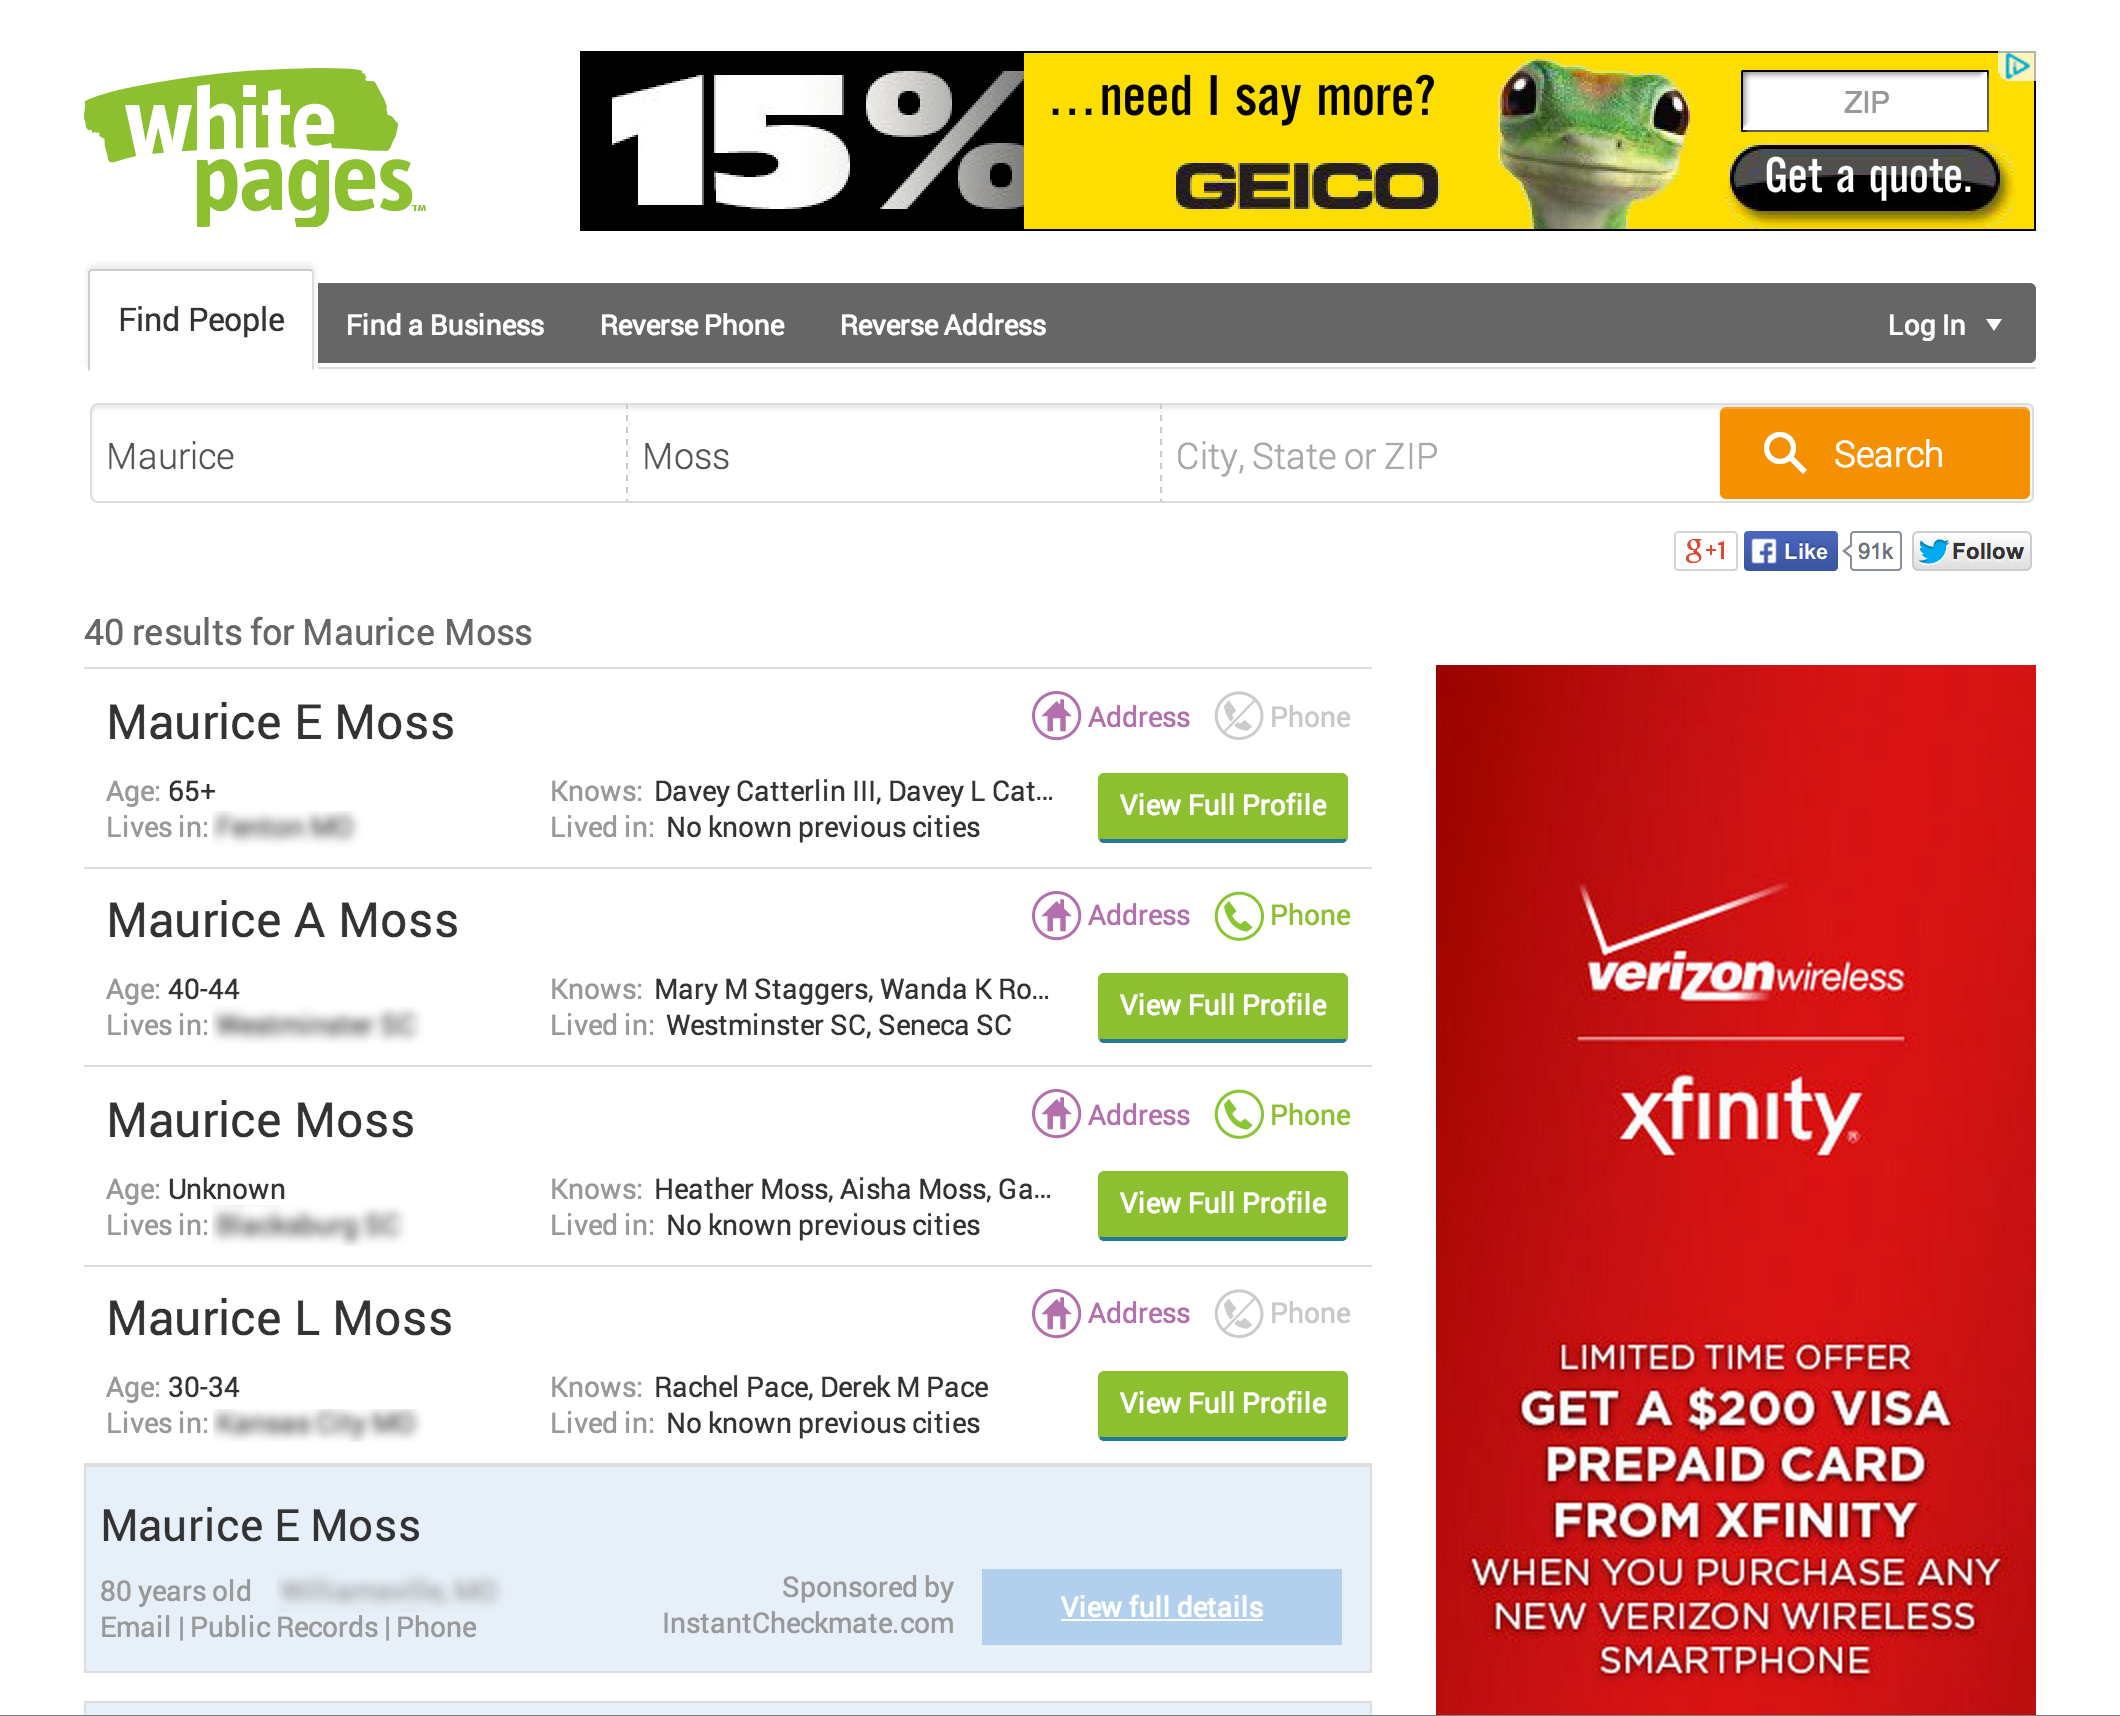 white
pages™
15%
...need I say more?
GEICO
ZIP
Get a quote.
Find People
Find a Business
Reverse Phone
Reverse Address
Log In
Maurice
Moss
City, State or ZIP
Search
g+1
Like
91k
Follow
40 results for Maurice Moss
Maurice E Moss
Address
Phone
Age: 65+
Knows: Davey Catterlin III, Davey L Cat...
View Full Profile
Lives in:
Lived in: No known previous cities
Maurice A Moss
Address
Phone
Age: 40-44
Knows: Mary M Staggers, Wanda K Ro...
View Full Profile
Lives in:
Lived in: Westminster SC, Seneca SC
Maurice Moss
Address
Phone
Age: Unknown
Knows: Heather Moss, Aisha Moss, Ga...
View Full Profile
Lives in:
Lived in: No known previous cities
Maurice L Moss
Address
Phone
Age: 30-34
Knows: Rachel Pace, Derek M Pace
View Full Profile
Lives in:
Lived in: No known previous cities
Maurice E Moss
80 years old
Email | Public Records | Phone
Sponsored by
InstantCheckmate.com
View full details
verizonwireless
xfinity®
LIMITED TIME OFFER
GET A $200 VISA
PREPAID CARD
FROM XFINITY
WHEN YOU PURCHASE ANY
NEW VERIZON WIRELESS
SMARTPHONE